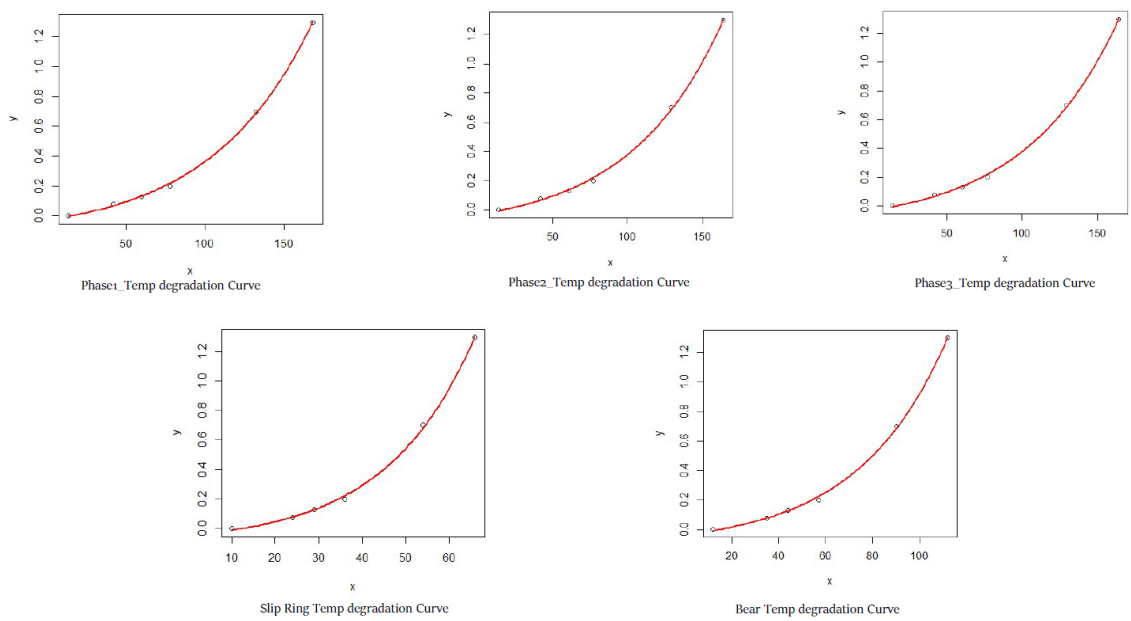 1.2
1.0
0.8
y
0.6
0.4
0.2
0.0
50 100 150
x
Phase1_Temp degradation Curve
1.2
1.0
0.8
y
0.6
0.4
0.2
0.0
50 100 150
x
Phase2_Temp degradation Curve
1.2
1.0
0.8
y
0.6
0.4
0.2
0.0
50 100 150
x
Phase3_Temp degradation Curve
1.2
1.0
0.8
y
0.6
0.4
0.2
0.0
10 20 30 40 50 60
x
Slip Ring Temp degradation Curve
1.2
1.0
0.8
y
0.6
0.4
0.2
0.0
20 40 60 80 100
x
Bear Temp degradation Curve